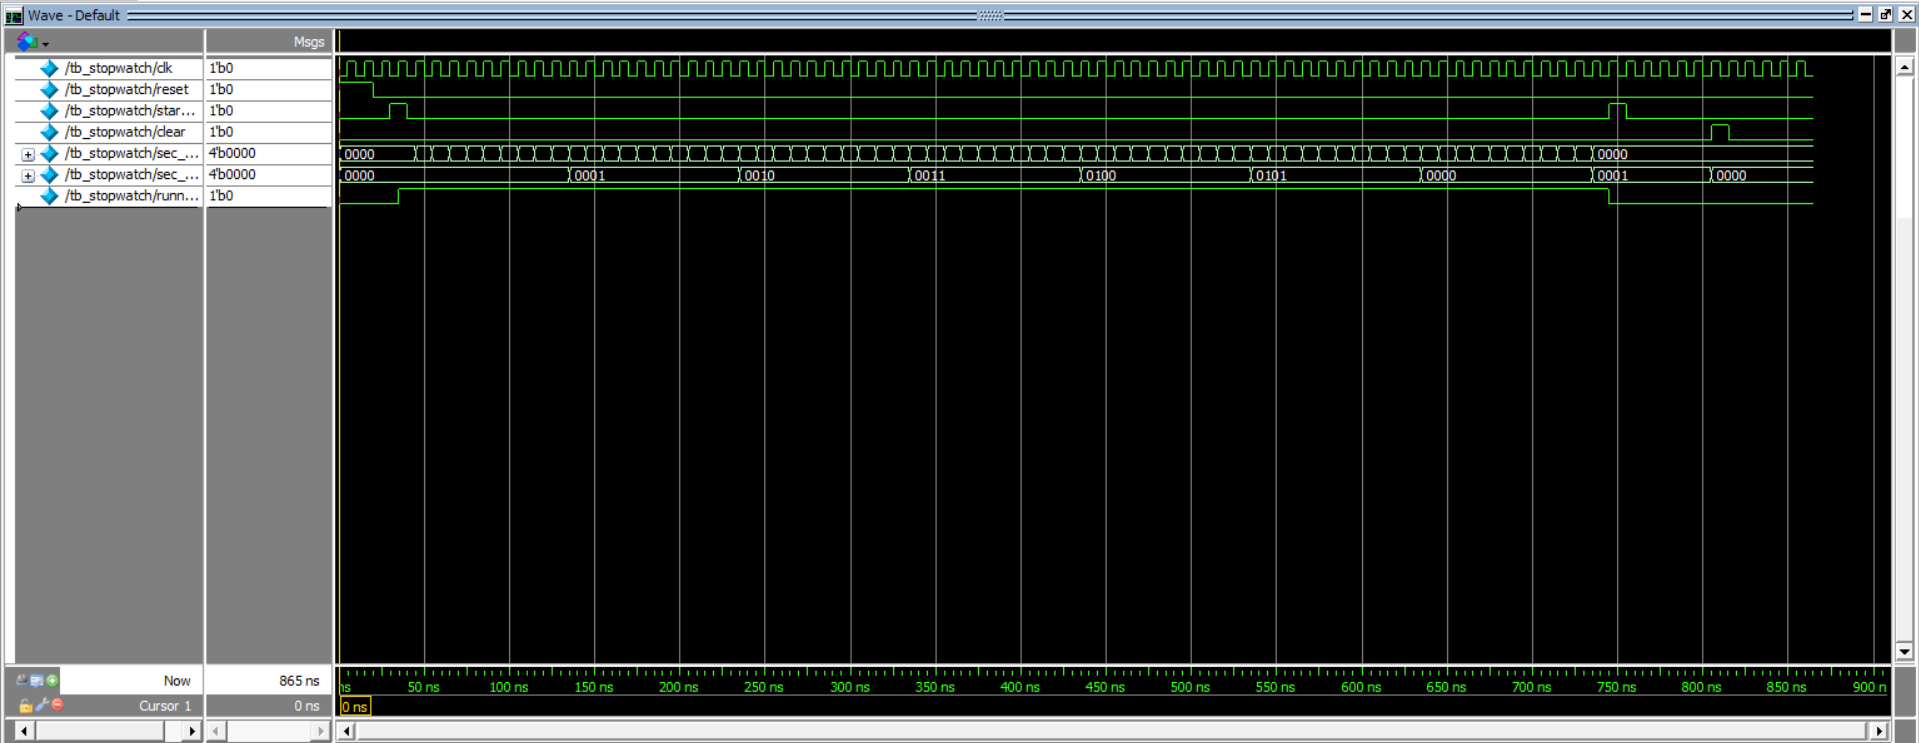 Wave - Default
Msgs
/tb_stopwatch/clk 1'b0
/tb_stopwatch/reset 1'b0
/tb_stopwatch/star... 1'b0
/tb_stopwatch/clear 1'b0
/tb_stopwatch/sec_... 4'b0000 0000 0000
/tb_stopwatch/sec_... 4'b0000 0000 0001 0010 0011 0100 0101 0000 0001 0000
/tb_stopwatch/runn... 1'b0
Now 865 ns ns 50 ns 100 ns 150 ns 200 ns 250 ns 300 ns 350 ns 400 ns 450 ns 500 ns 550 ns 600 ns 650 ns 700 ns 750 ns 800 ns 850 ns 900 n
Cursor 1 0 ns 0 ns